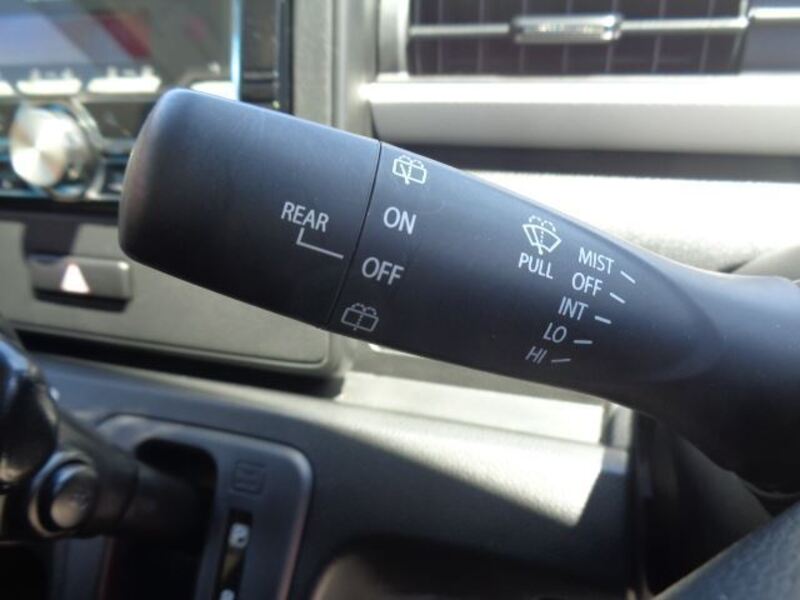 REAR
ON
OFF
PULL
MIST
OFF
INT
LO
HI
P